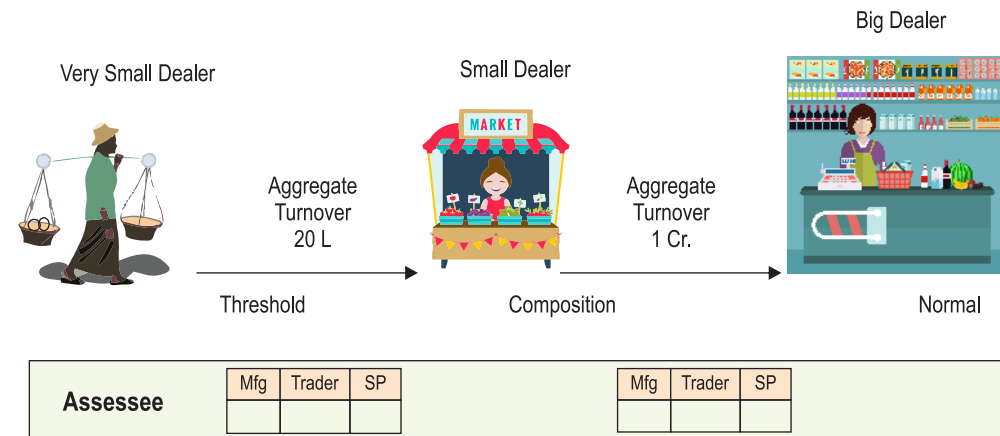 Big Dealer
Very Small Dealer
Small Dealer
MARKET
Aggregate
Turnover
20 L
Aggregate
Turnover
1 Cr.
Threshold
Composition
Normal
Assessee
Mfg Trader SP
Mfg Trader SP